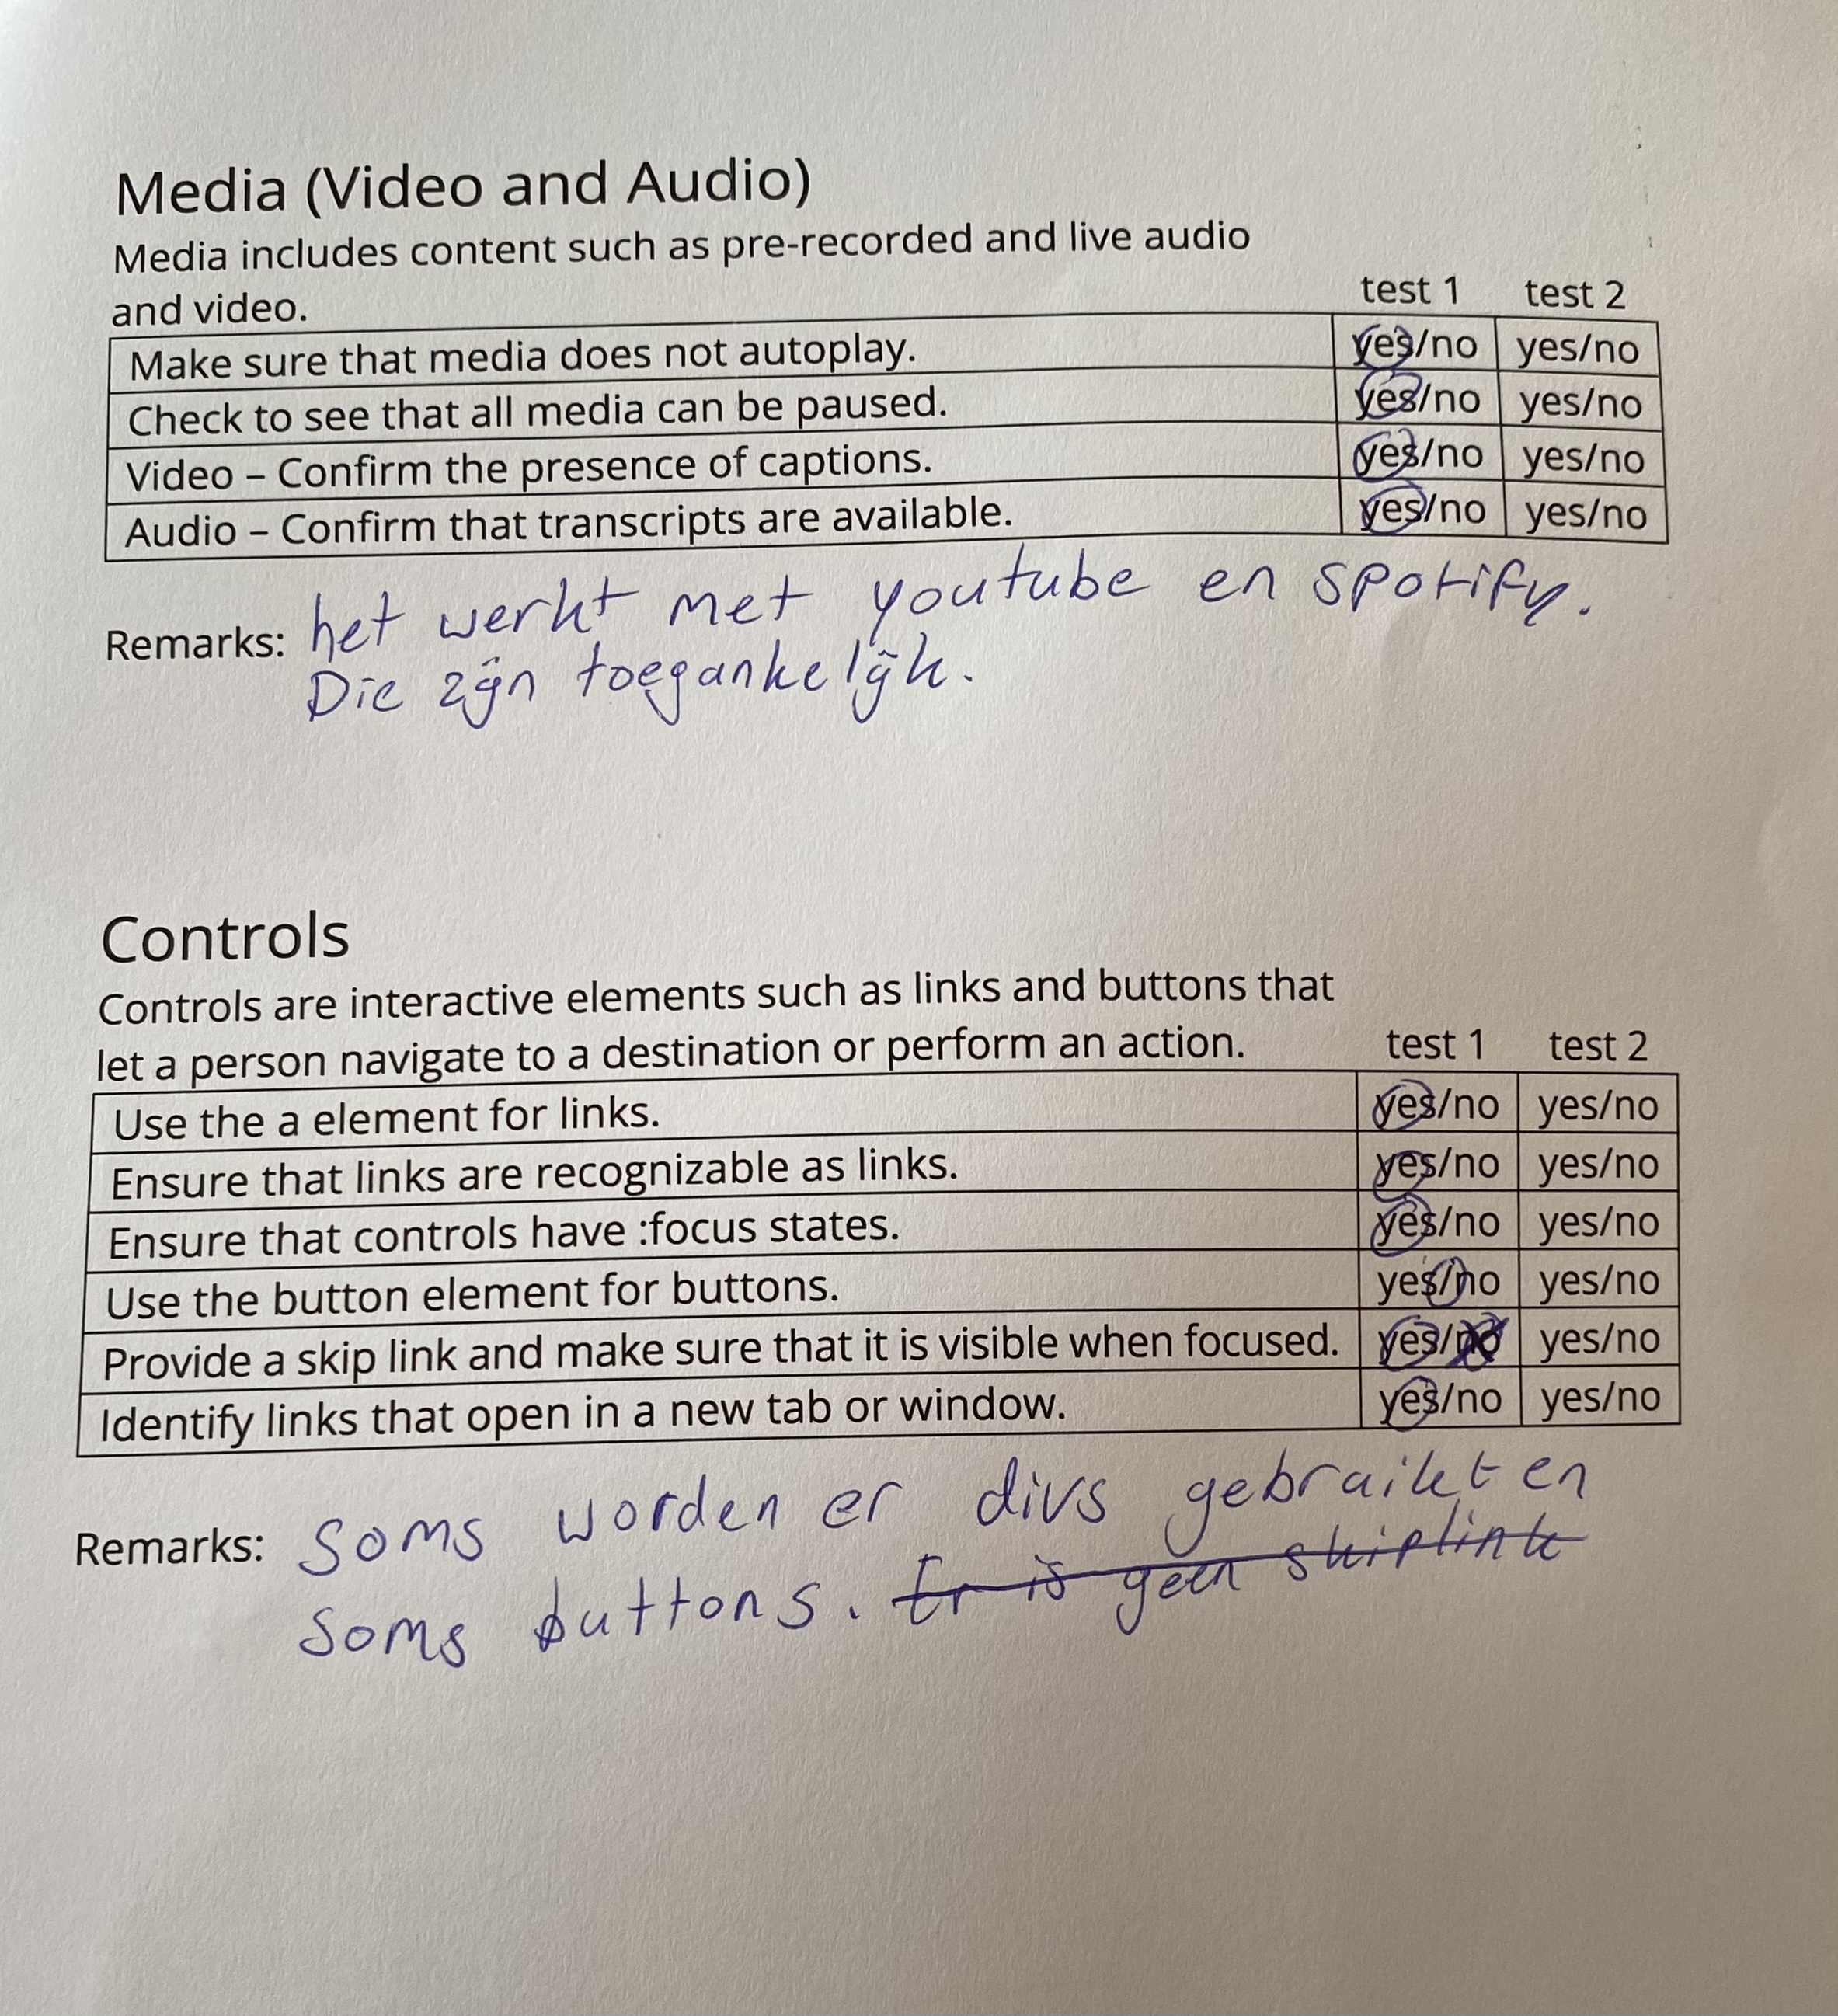 Media (Video and Audio)
Media includes content such as pre-recorded and live audio
and video. test 1 test 2
Make sure that media does not autoplay. yes/no yes/no
Check to see that all media can be paused. yes/no yes/no
Video – Confirm the presence of captions. yes/no yes/no
Audio – Confirm that transcripts are available. yes/no yes/no
Remarks: het werkt met youtube en spotify.
Die zijn toegankelijk.
Controls
Controls are interactive elements such as links and buttons that
let a person navigate to a destination or perform an action. test 1 test 2
Use the a element for links. yes/no yes/no
Ensure that links are recognizable as links. yes/no yes/no
Ensure that controls have :focus states. yes/no yes/no
Use the button element for buttons. yes/no yes/no
Provide a skip link and make sure that it is visible when focused. yes/no yes/no
Identify links that open in a new tab or window. yes/no yes/no
Remarks: soms worden er divs gebraikt en
soms buttons. Er is geen skiplink